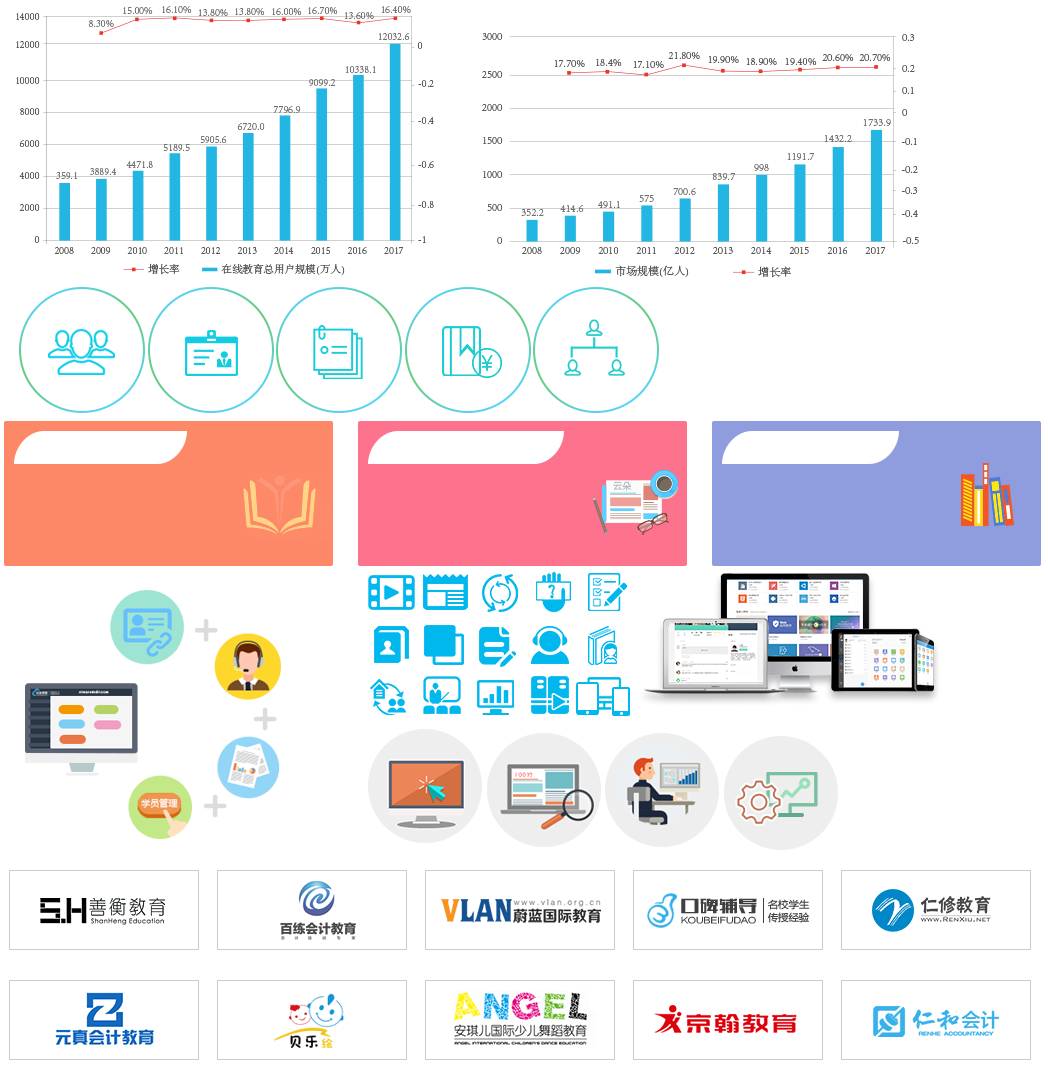 14000
12000
10000
8000
6000
4000
2000
0
8.30%
15.00%
16.10%
13.80%
13.80%
16.00%
16.70%
13.60%
16.40%
359.1
3889.4
4471.8
5189.5
5905.6
6720.0
7796.9
9099.2
10338.1
12032.6
0
-0.2
-0.4
-0.6
-0.8
-1
2008 2009 2010 2011 2012 2013 2014 2015 2016 2017
增长率 在线教育总用户规模(万人)
3000
2500
2000
1500
1000
500
0
17.70%
18.4%
17.10%
21.80%
19.90%
18.90%
19.40%
20.60%
20.70%
352.2
414.6
491.1
575
700.6
839.7
998
1191.7
1432.2
1733.9
0.3
0.2
0.1
0
-0.1
-0.2
-0.3
-0.4
-0.5
2008 2009 2010 2011 2012 2013 2014 2015 2016 2017
市场规模(亿人) 增长率
¥
云朵
?
学员管理
100分
S.H善衡教育
ShanHeng Education
百练会计教育
VLAN
www.vlan.org.cn
蔚蓝国际教育
口碑辅导
KOUBEIFUDAO
名校学生
传授经验
仁修教育
www.RenXiu.net
元真会计教育
贝乐绘
ANGEL
安琪儿国际少儿舞蹈教育
ANGEL INTERNATIONAL CHILDREN'S DANCE EDUCATION
京翰教育
仁和会计
RENHE ACCOUNTANCY